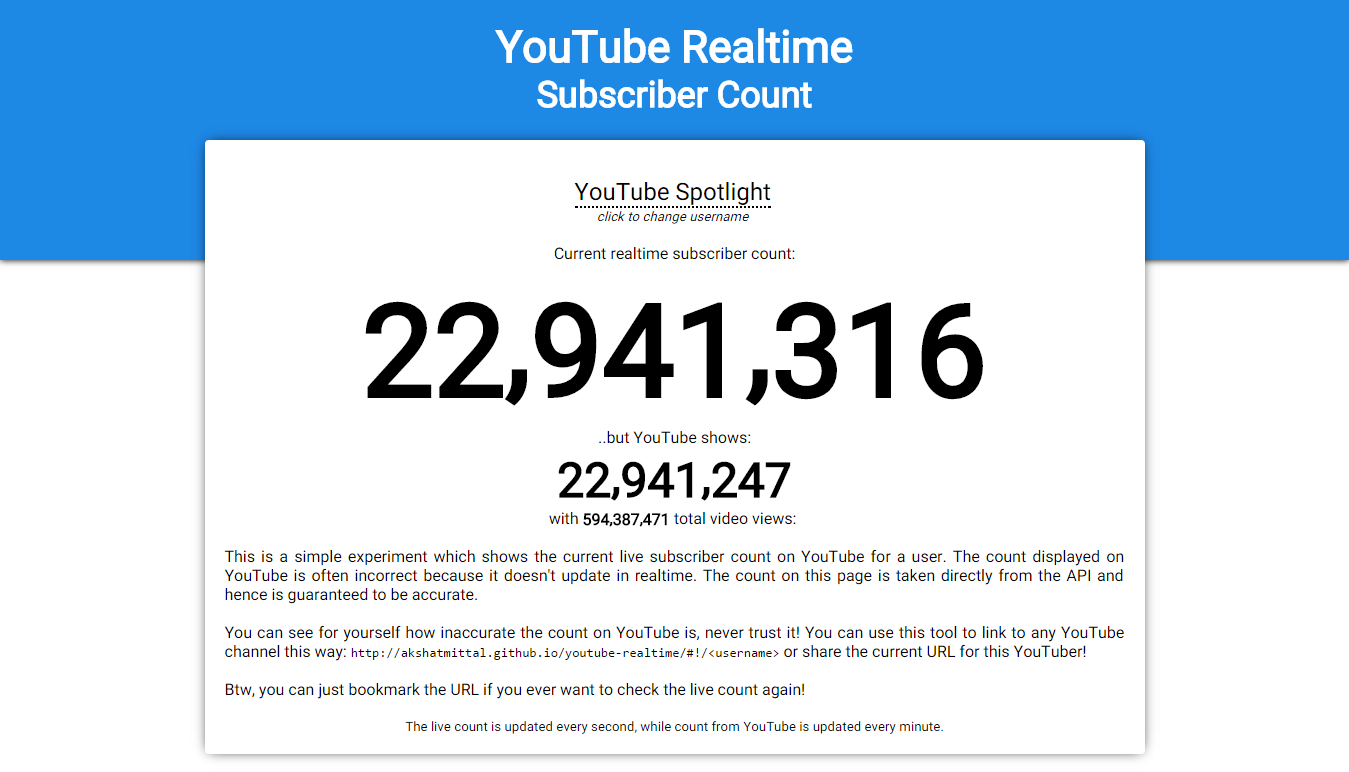 YouTube Realtime
Subscriber Count
YouTube Spotlight
click to change username
Current realtime subscriber count:
22,941,316
..but YouTube shows:
22,941,247
with 594,387,471 total video views:
This is a simple experiment which shows the current live subscriber count on YouTube for a user. The count displayed on
YouTube is often incorrect because it doesn't update in realtime. The count on this page is taken directly from the API and
hence is guaranteed to be accurate.
You can see for yourself how inaccurate the count on YouTube is, never trust it! You can use this tool to link to any YouTube
channel this way: http://akshatmittal.github.io/youtube-realtime/#!/<username> or share the current URL for this YouTuber!
Btw, you can just bookmark the URL if you ever want to check the live count again!
The live count is updated every second, while count from YouTube is updated every minute.